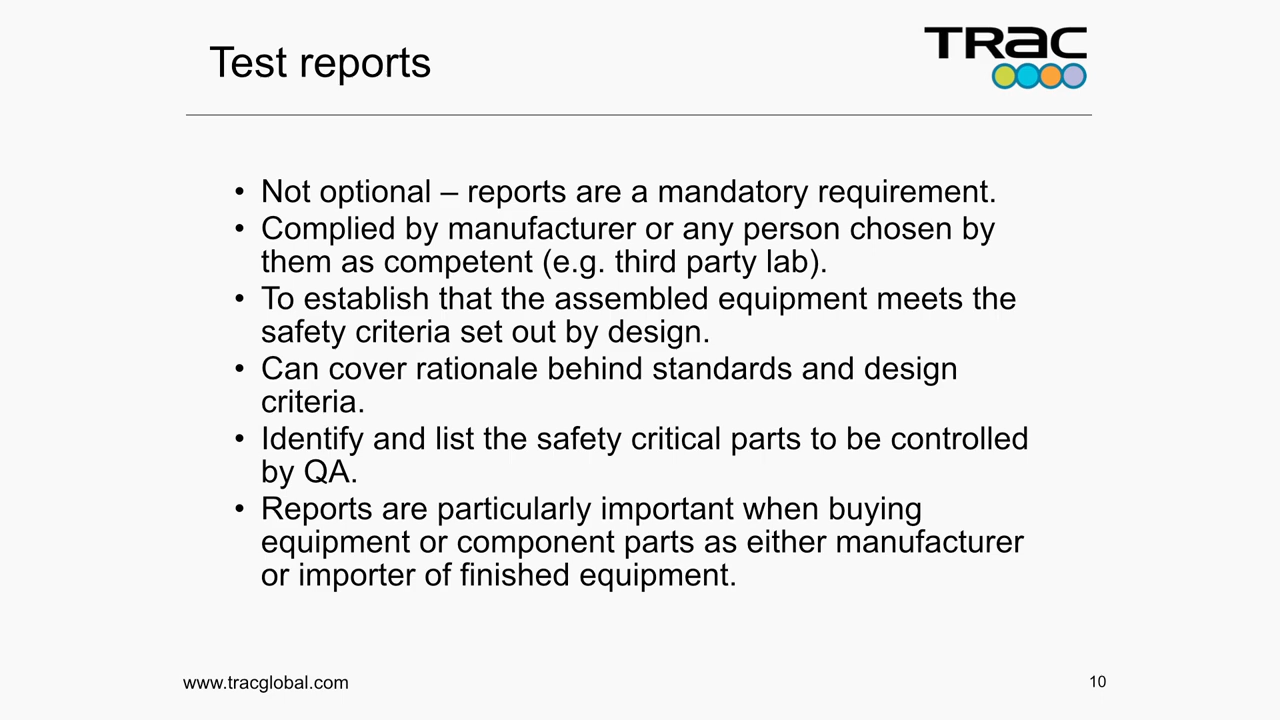 Test reports
TRac
• Not optional – reports are a mandatory requirement.
• Complied by manufacturer or any person chosen by
them as competent (e.g. third party lab).
• To establish that the assembled equipment meets the
safety criteria set out by design.
• Can cover rationale behind standards and design
criteria.
• Identify and list the safety critical parts to be controlled
by QA.
• Reports are particularly important when buying
equipment or component parts as either manufacturer
or importer of finished equipment.
www.tracglobal.com
10